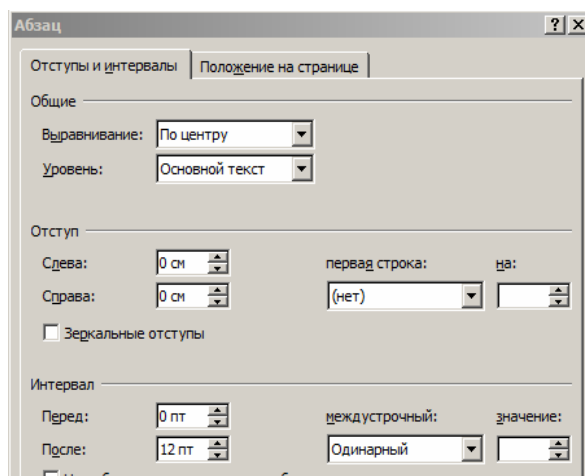 Абзац
Отступы и интервалы Положение на странице
Общие
Выравнивание: По центру
Уровень: Основной текст
Отступ
Слева: 0 см первая строка: на:
Справа: 0 см (нет)
Зеркальные отступы
Интервал
Перед: 0 пт междустрочный: значение:
После: 12 пт Одинарный